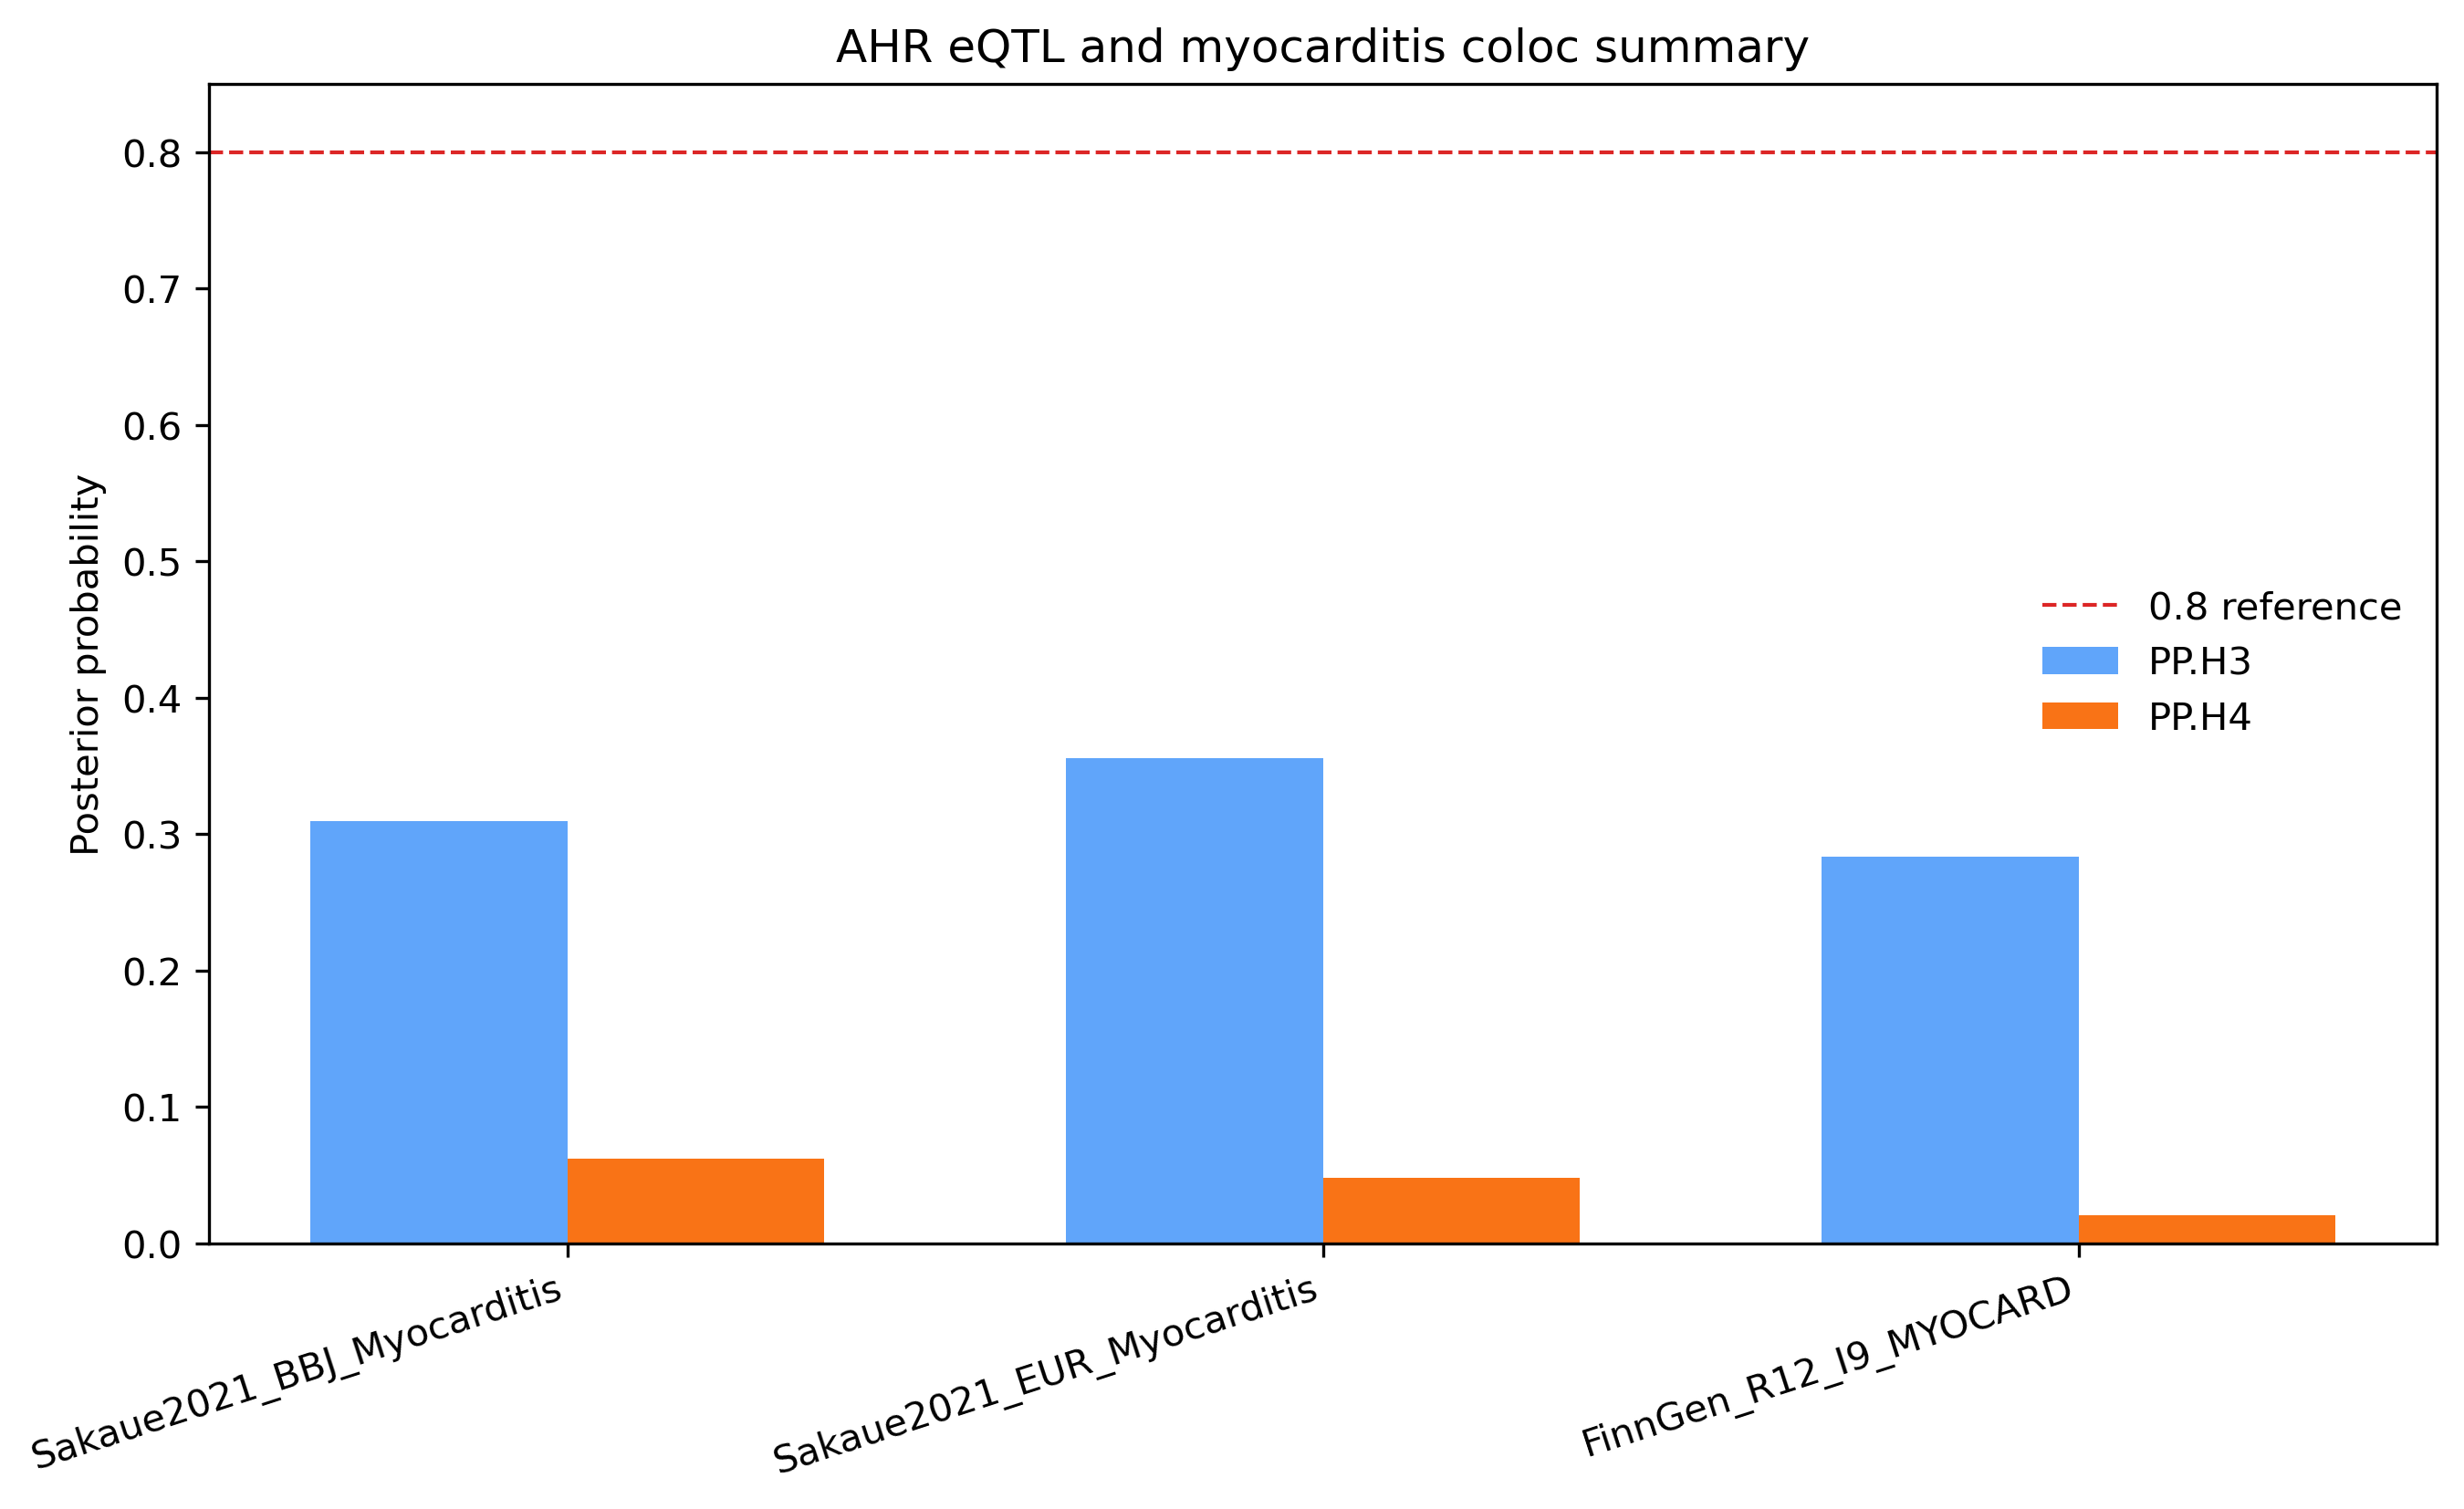 AHR eQTL and myocarditis coloc summary
Posterior probability
0.8
0.7
0.6
0.5
0.4
0.3
0.2
0.1
0.0
0.8 reference
PP.H3
PP.H4
Sakaue2021_BBJ_Myocarditis
Sakaue2021_EUR_Myocarditis
FinnGen_R12_I9_MYOCARD